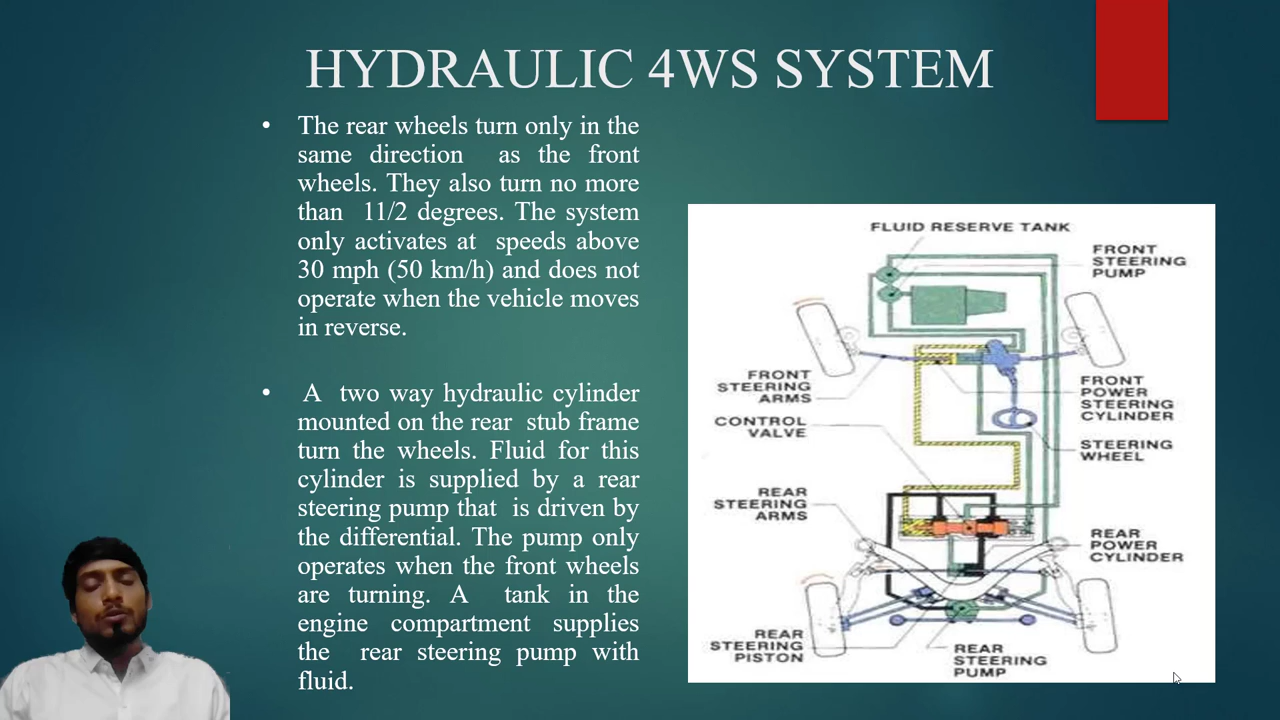 HYDRAULIC 4WS SYSTEM
• The rear wheels turn only in the
same direction as the front
wheels. They also turn no more
than 11/2 degrees. The system
only activates at speeds above
30 mph (50 km/h) and does not
operate when the vehicle moves
in reverse.
• A two way hydraulic cylinder
mounted on the rear stub frame
turn the wheels. Fluid for this
cylinder is supplied by a rear
steering pump that is driven by
the differential. The pump only
operates when the front wheels
are turning. A tank in the
engine compartment supplies
the rear steering pump with
fluid.
FLUID RESERVE TANK
FRONT
STEERING
PUMP
FRONT
STEERING
ARMS
FRONT
POWER
STEERING
CYLINDER
CONTROL
VALVE
STEERING
WHEEL
REAR
STEERING
ARMS
REAR
POWER
CYLINDER
REAR
STEERING
PISTON
REAR
STEERING
PUMP